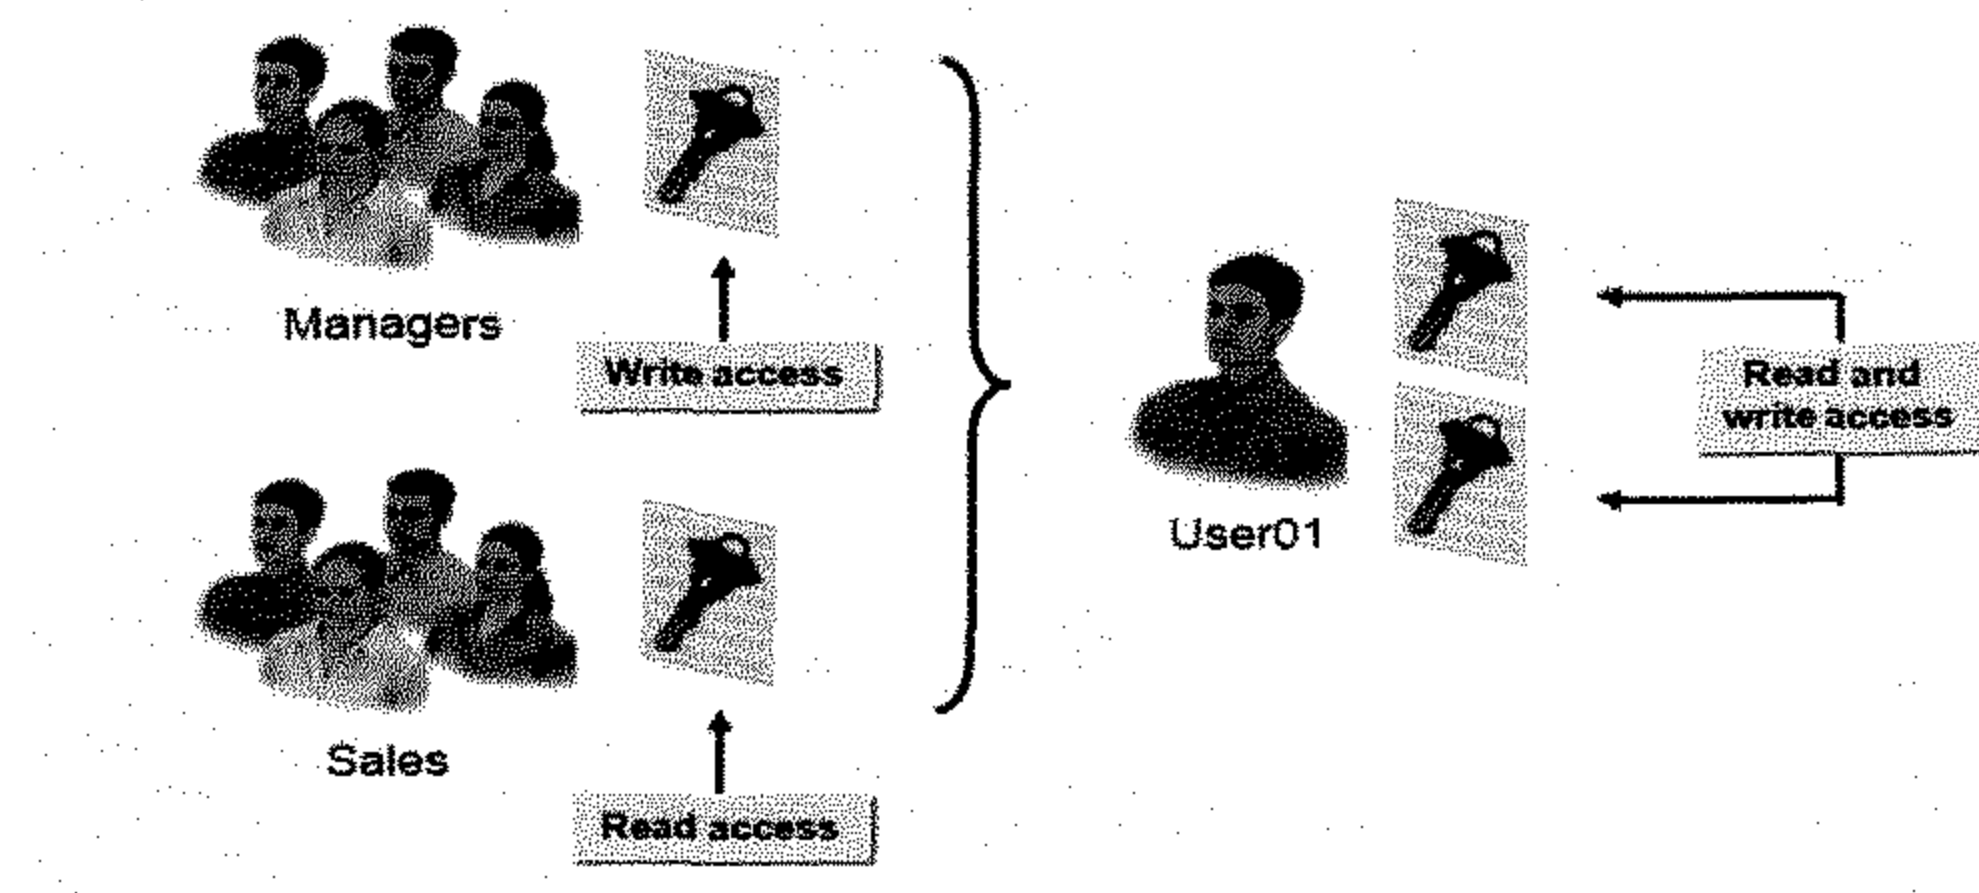 Managers
Write access
Sales
Read access
User01
Read and
write access